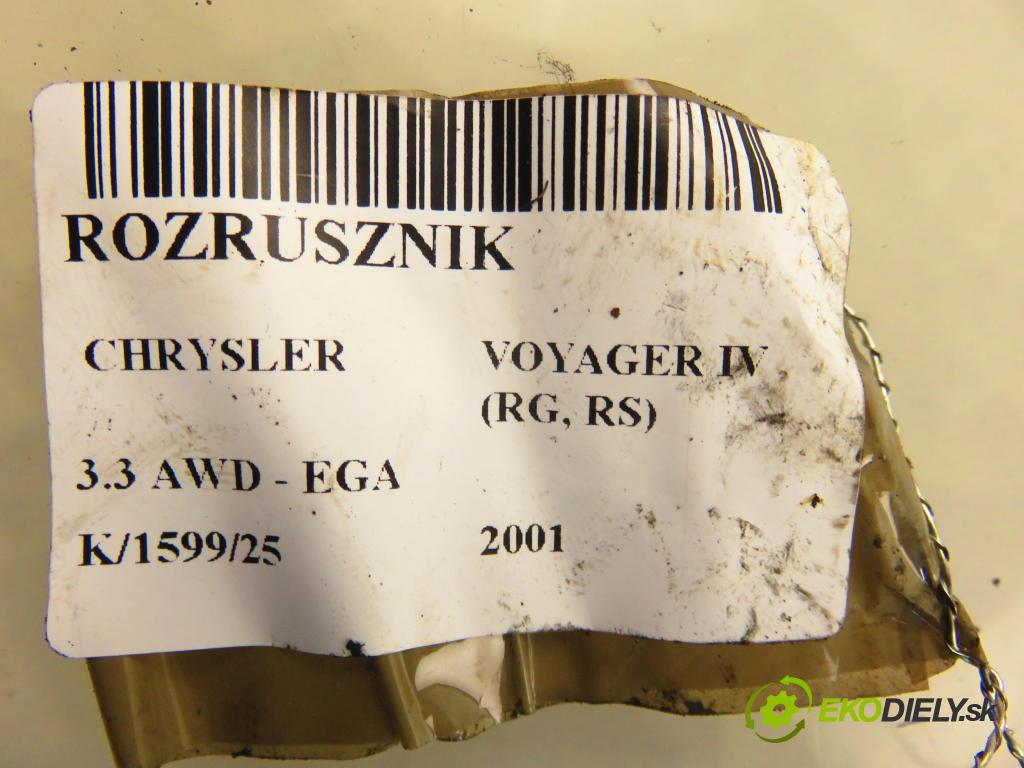 ROZRUSZNIK
CHRYSLER VOYAGER IV
(RG, RS)
3.3 AWD - EGA
K/1599/25 2001
EKODIELY.sk